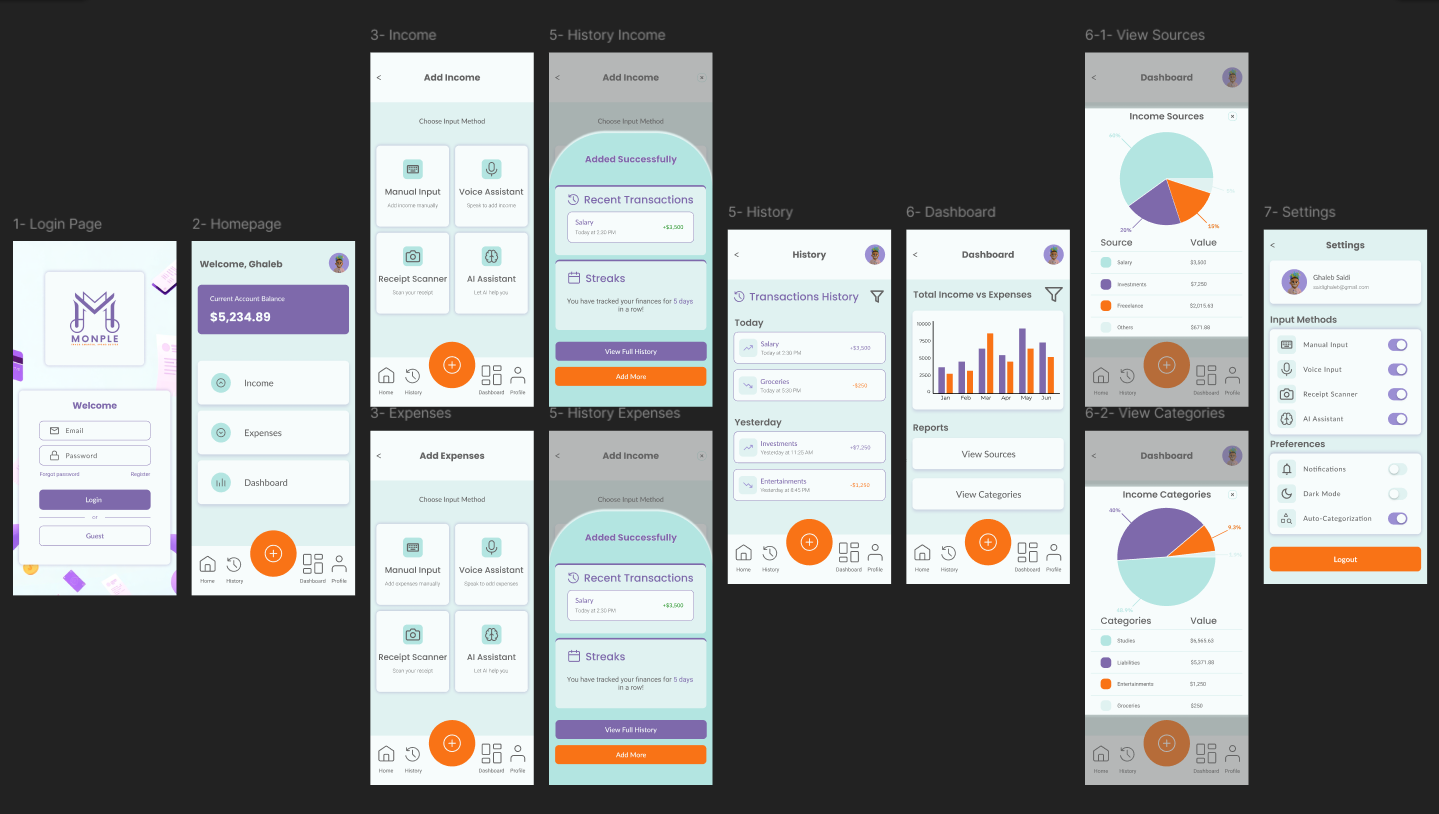 1- Login Page
MONPLE
Welcome
Email
Password
Forgot password
Register
Login
or
Guest
2- Homepage
Welcome, Ghaleb
Current Account Balance
$5,234.89
Income
Expenses
Dashboard
Home
History
Dashboard
Profile
3- Income
<
Add Income
Choose Input Method
Manual Input
Add income manually
Voice Assistant
Speak to add income
Receipt Scanner
Scan your receipt
AI Assistant
Let AI help you
Home
History
Dashboard
Profile
3- Expenses
<
Add Expenses
Choose Input Method
Manual Input
Add expenses manually
Voice Assistant
Speak to add expenses
Receipt Scanner
Scan your receipt
AI Assistant
Let AI help you
Home
History
Dashboard
Profile
5- History Income
<
Add Income
×
Choose Input Method
Added Successfully
Recent Transactions
Salary
Today at 2:30 PM
+$3,500
Streaks
You have tracked your finances for 5 days
in a row!
View Full History
Add More
5- History Expenses
<
Add Income
×
Choose Input Method
Added Successfully
Recent Transactions
Salary
Today at 2:30 PM
+$3,500
Streaks
You have tracked your finances for 5 days
in a row!
View Full History
Add More
5- History
<
History
Transactions History
Today
Salary
Today at 2:30 PM
+$3,500
Groceries
Today at 5:30 PM
-$250
Yesterday
Investments
Yesterday at 11:25 AM
+$7,250
Entertainments
Yesterday at 8:45 PM
-$1,250
Home
History
Dashboard
Profile
6- Dashboard
<
Dashboard
Total Income vs Expenses
10000
7500
5000
2500
0
Jan
Feb
Mar
Apr
May
Jun
Reports
View Sources
View Categories
Home
History
Dashboard
Profile
6-1- View Sources
<
Dashboard
Income Sources
×
20%
15%
Source
Value
Salary
$3,500
Investments
$7,250
Freelance
$2,015.63
Others
$671.88
Home
History
Dashboard
Profile
6-2- View Categories
<
Dashboard
Income Categories
×
40%
9.3%
Categories
Value
Studies
$6,565.63
Liabilities
$5,371.88
Entertainments
$1,250
Groceries
$250
Home
History
Dashboard
Profile
7- Settings
<
Settings
Ghaleb Saidi
saidighaleb@gmail.com
Input Methods
Manual Input
Voice Input
Receipt Scanner
AI Assistant
Preferences
Notifications
Dark Mode
Auto-Categorization
Logout